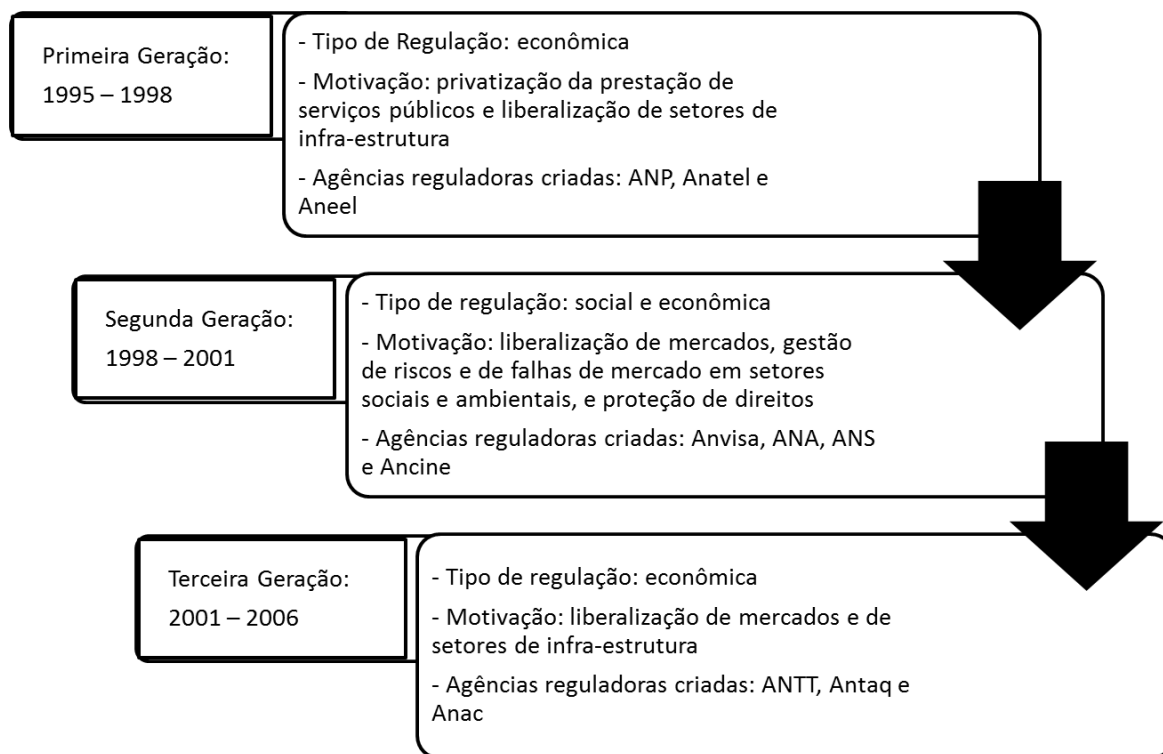 Primeira Geração:
1995 – 1998
- Tipo de Regulação: econômica
- Motivação: privatização da prestação de
serviços públicos e liberalização de setores de
infra-estrutura
- Agências reguladoras criadas: ANP, Anatel e
Aneel
Segunda Geração:
1998 – 2001
- Tipo de regulação: social e econômica
- Motivação: liberalização de mercados, gestão
de riscos e de falhas de mercado em setores
sociais e ambientais, e proteção de direitos
- Agências reguladoras criadas: Anvisa, ANA, ANS
e Ancine
Terceira Geração:
2001 – 2006
- Tipo de regulação: econômica
- Motivação: liberalização de mercados e de
setores de infra-estrutura
- Agências reguladoras criadas: ANTT, Antaq e
Anac